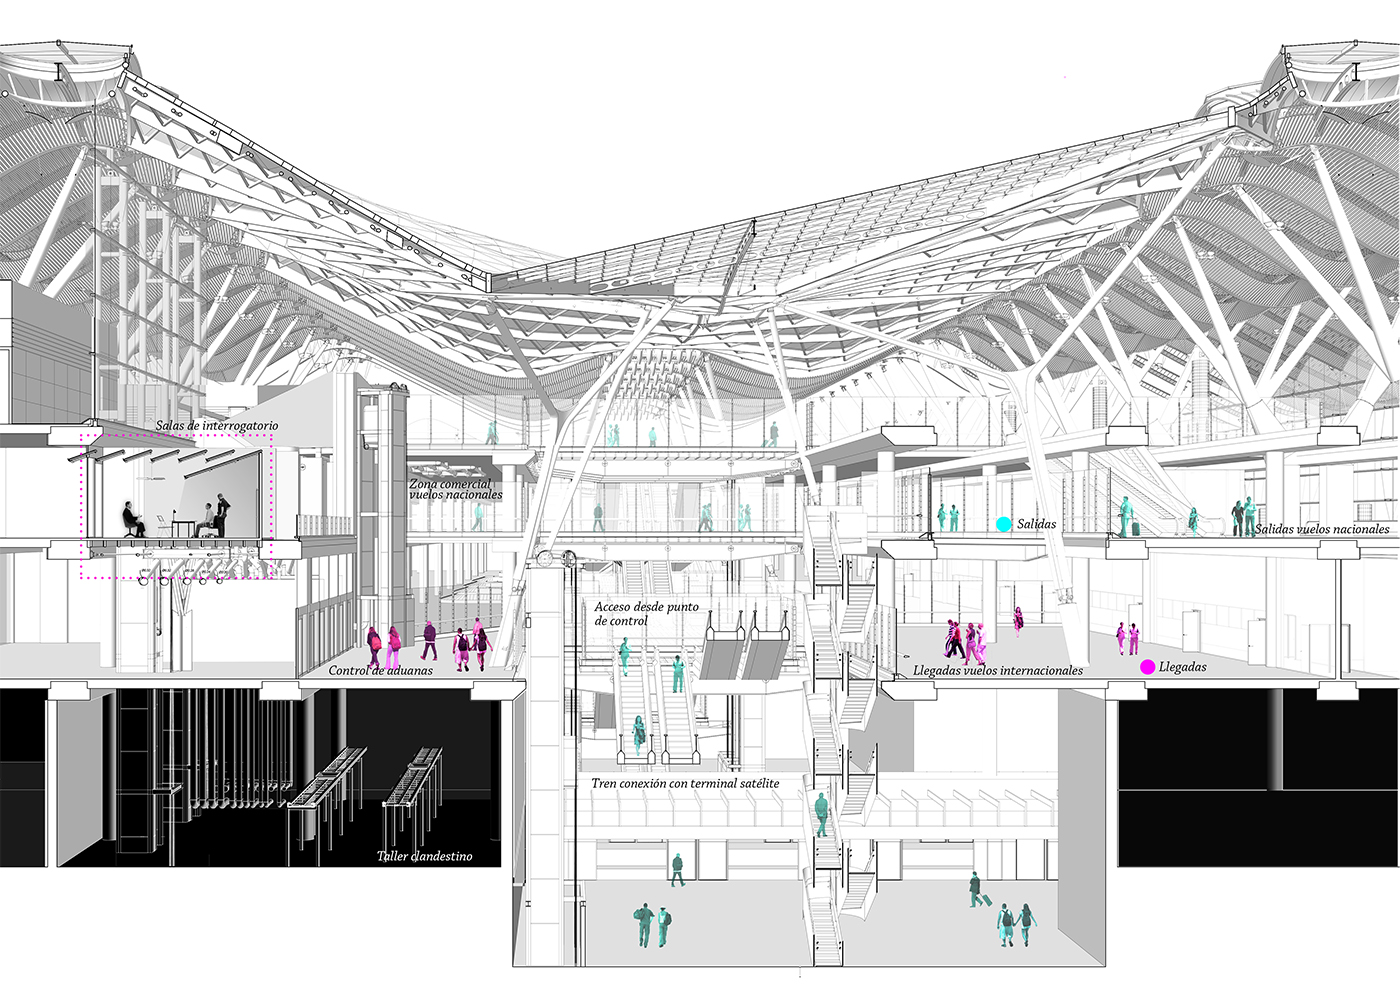 Salas de interrogatorio
Zona comercial
vuelos nacionales
Salidas
Salidas vuelos nacionales
Acceso desde punto
de control
Control de aduanas
Llegadas vuelos internacionales
Llegadas
Tren conexión con terminal satélite
Taller clandestino